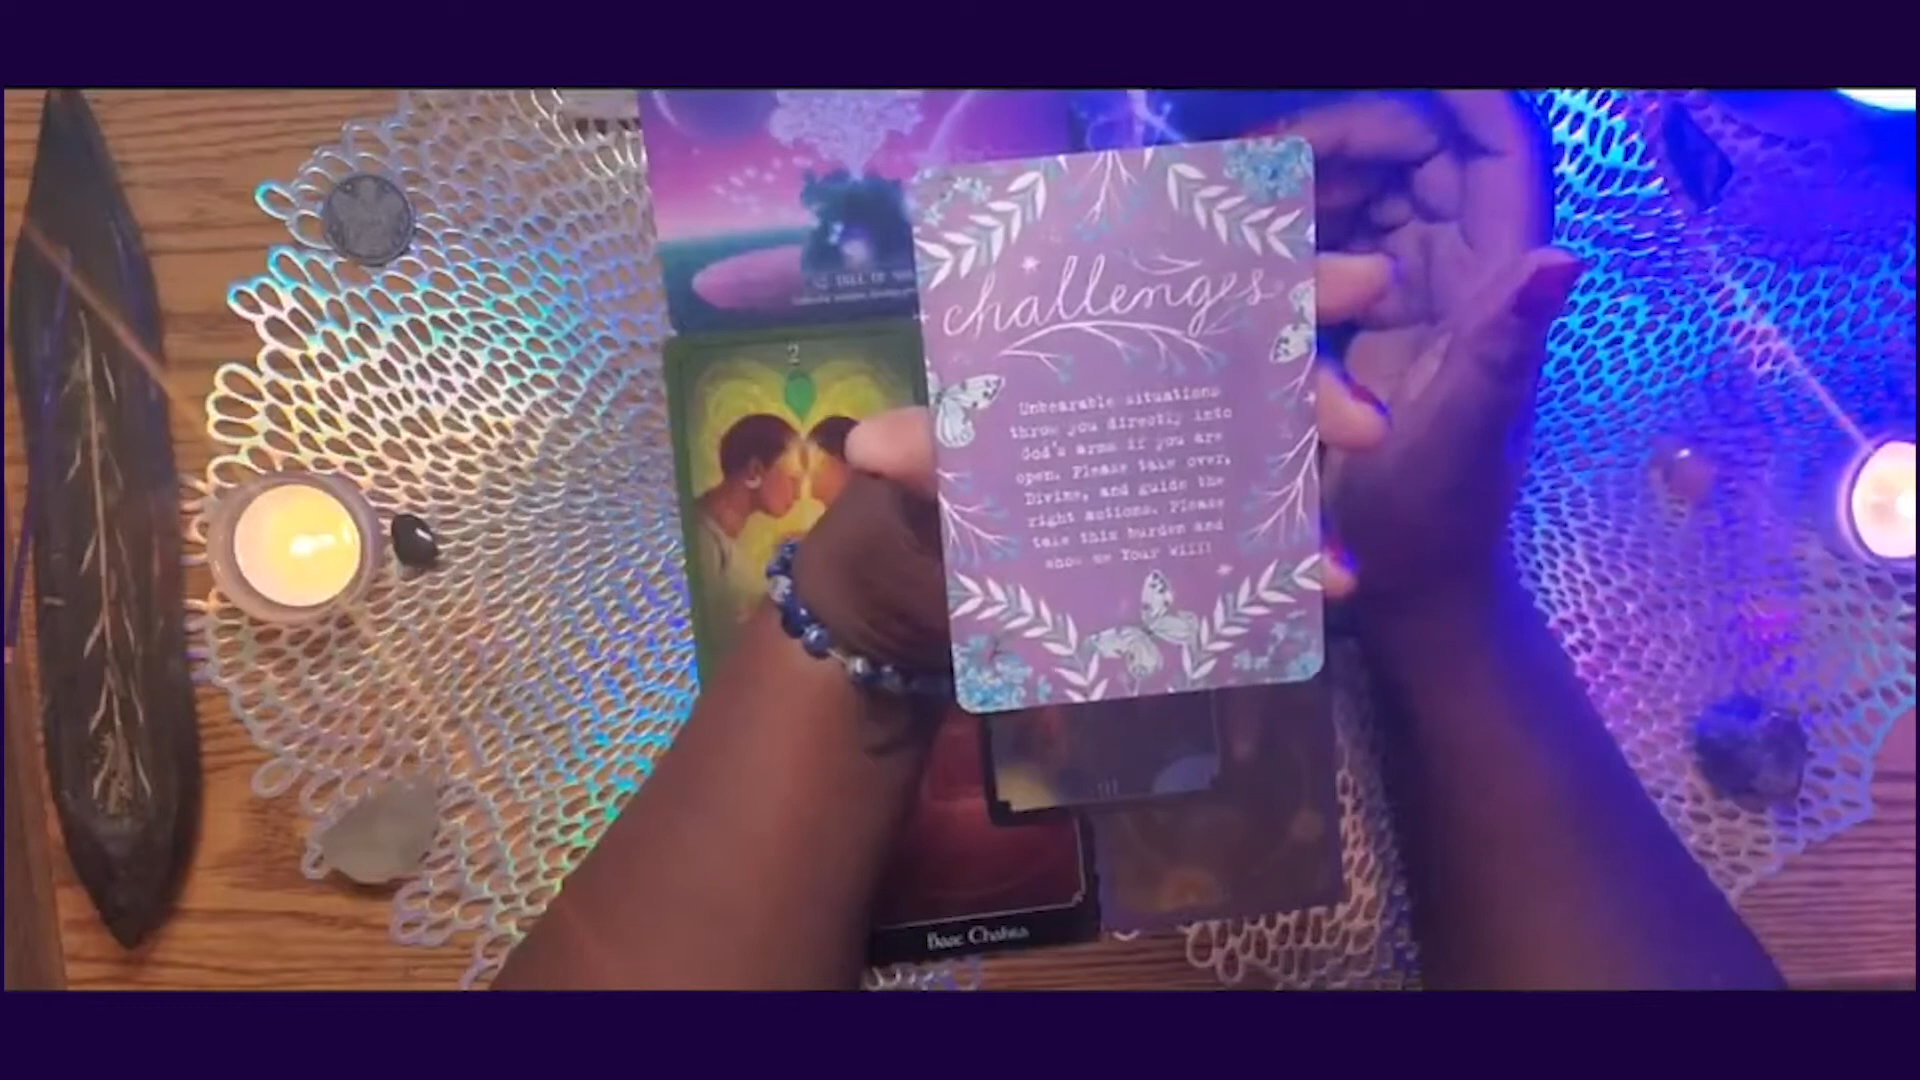 challenges
Unbearable situations
throw you directly into
God's arms if you are
open. Please take over,
Divine, and guide the
right actions. Please
take this burden and
show me Your will!
2
III
Base Chakra